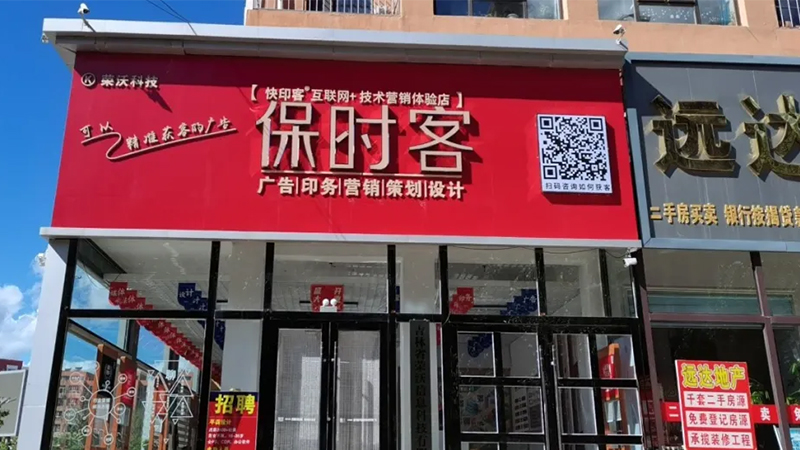 R 荣沃科技
【 快印客®互联网+ 技术营销体验店 】
可以
精准获客的广告
保时客
广告|印务|营销|策划|设计
扫码咨询如何获客
远达
二手房买卖 银行按揭贷
招聘
远达地产
千套二手房源
免费登记房源
承揽装修工程